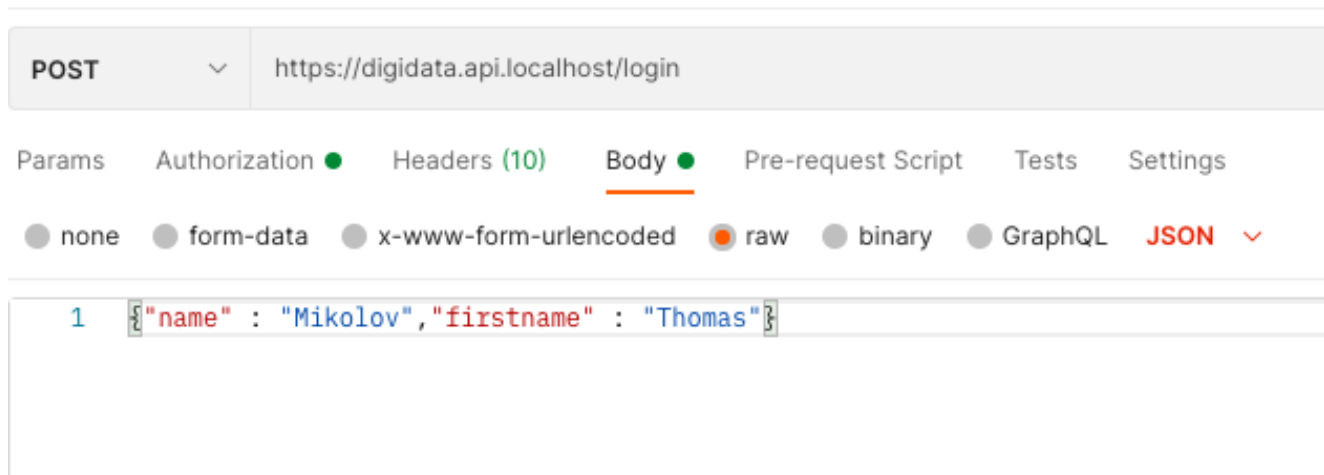 POST https://digidata.api.localhost/login
Params Authorization Headers (10) Body Pre-request Script Tests Settings
none form-data x-www-form-urlencoded raw binary GraphQL JSON
1 {"name" : "Mikolov","firstname" : "Thomas"}